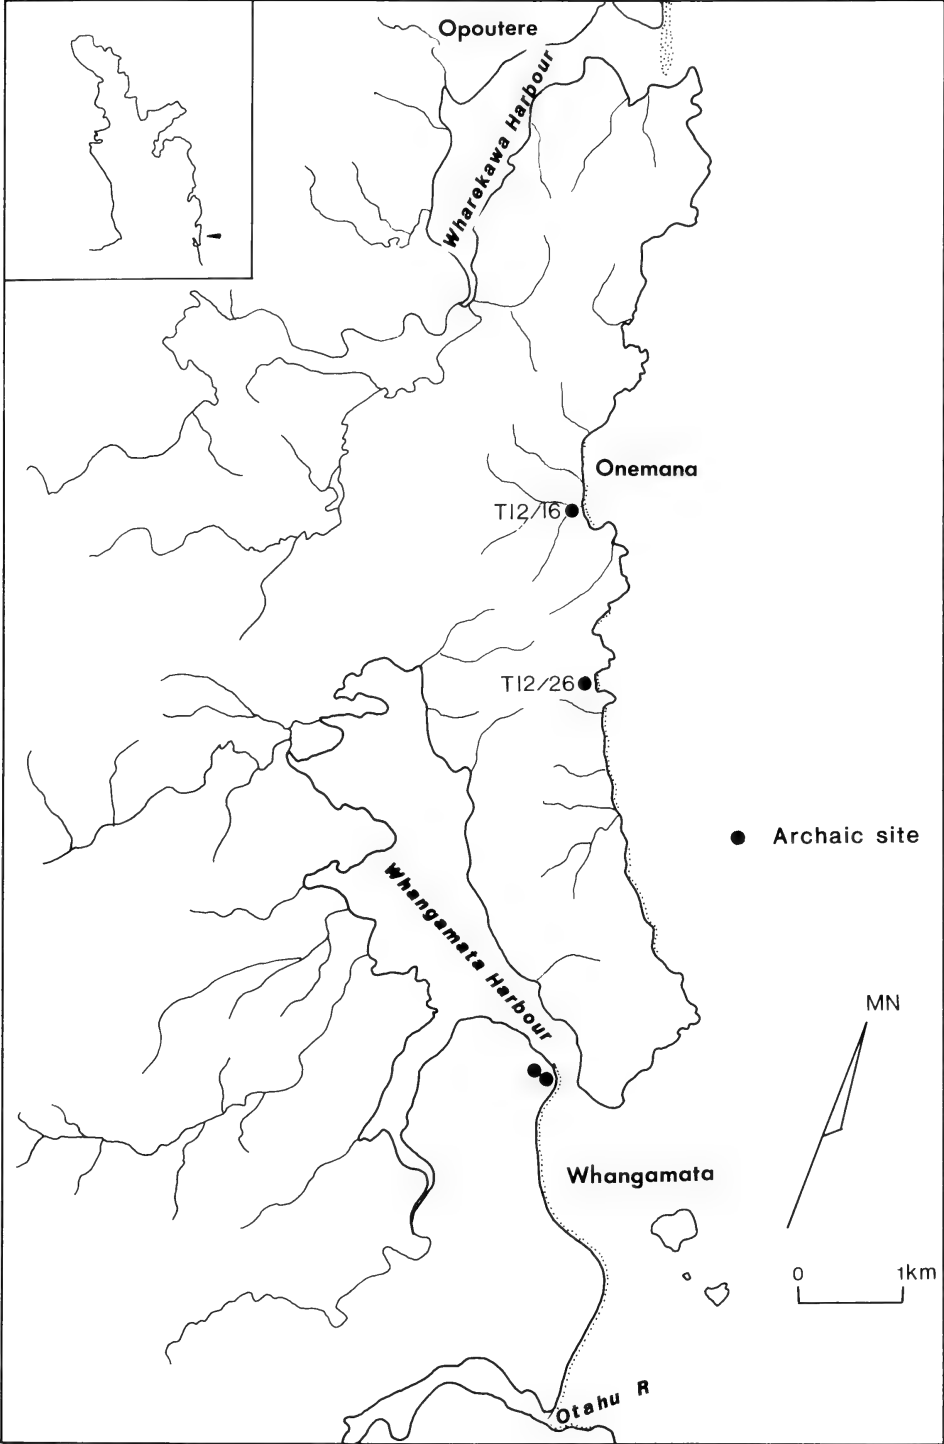 Opoutere
Wharekawa Harbour
Onemana
T12/16
T12/26
Archaic site
Whangamata Harbour
MN
Whangamata
0 1km
Otahu R